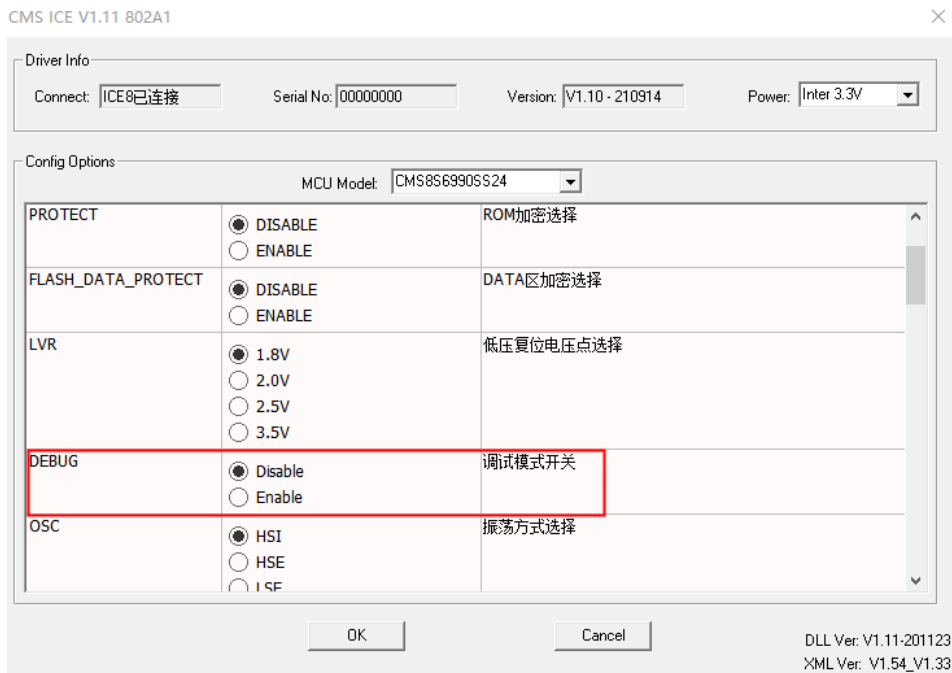 CMS ICE V1.11 802A1
Driver Info
Connect: ICE8已连接 Serial No: 00000000 Version: V1.10 - 210914 Power: Inter 3.3V
Config Options
MCU Model: CMS8S6990SS24
PROTECT DISABLE ROM加密选择
ENABLE
FLASH_DATA_PROTECT DISABLE DATA区加密选择
ENABLE
LVR 1.8V 低压复位电压点选择
2.0V
2.5V
3.5V
DEBUG Disable 调试模式开关
Enable
OSC HSI 振荡方式选择
HSE
LSE
OK Cancel
DLL Ver: V1.11-201123
XML Ver: V1.54_V1.33